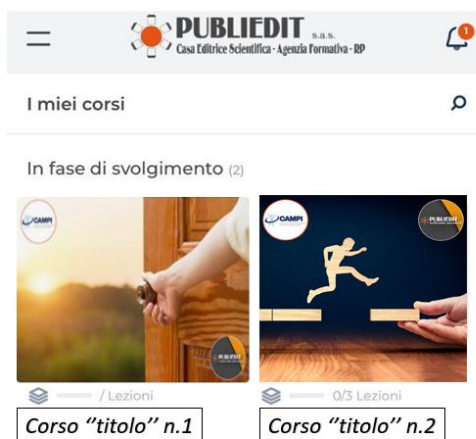 PUBLIEDIT s.a.s.
Casa Editrice Scientifica - Agenzia Formativa - RP
1
I miei corsi
In fase di svolgimento (2)
CAMPI
PUBLIEDIT
CAMPI
PUBLIEDIT
/ Lezioni
0/3 Lezioni
Corso "titolo" n.1
Corso "titolo" n.2